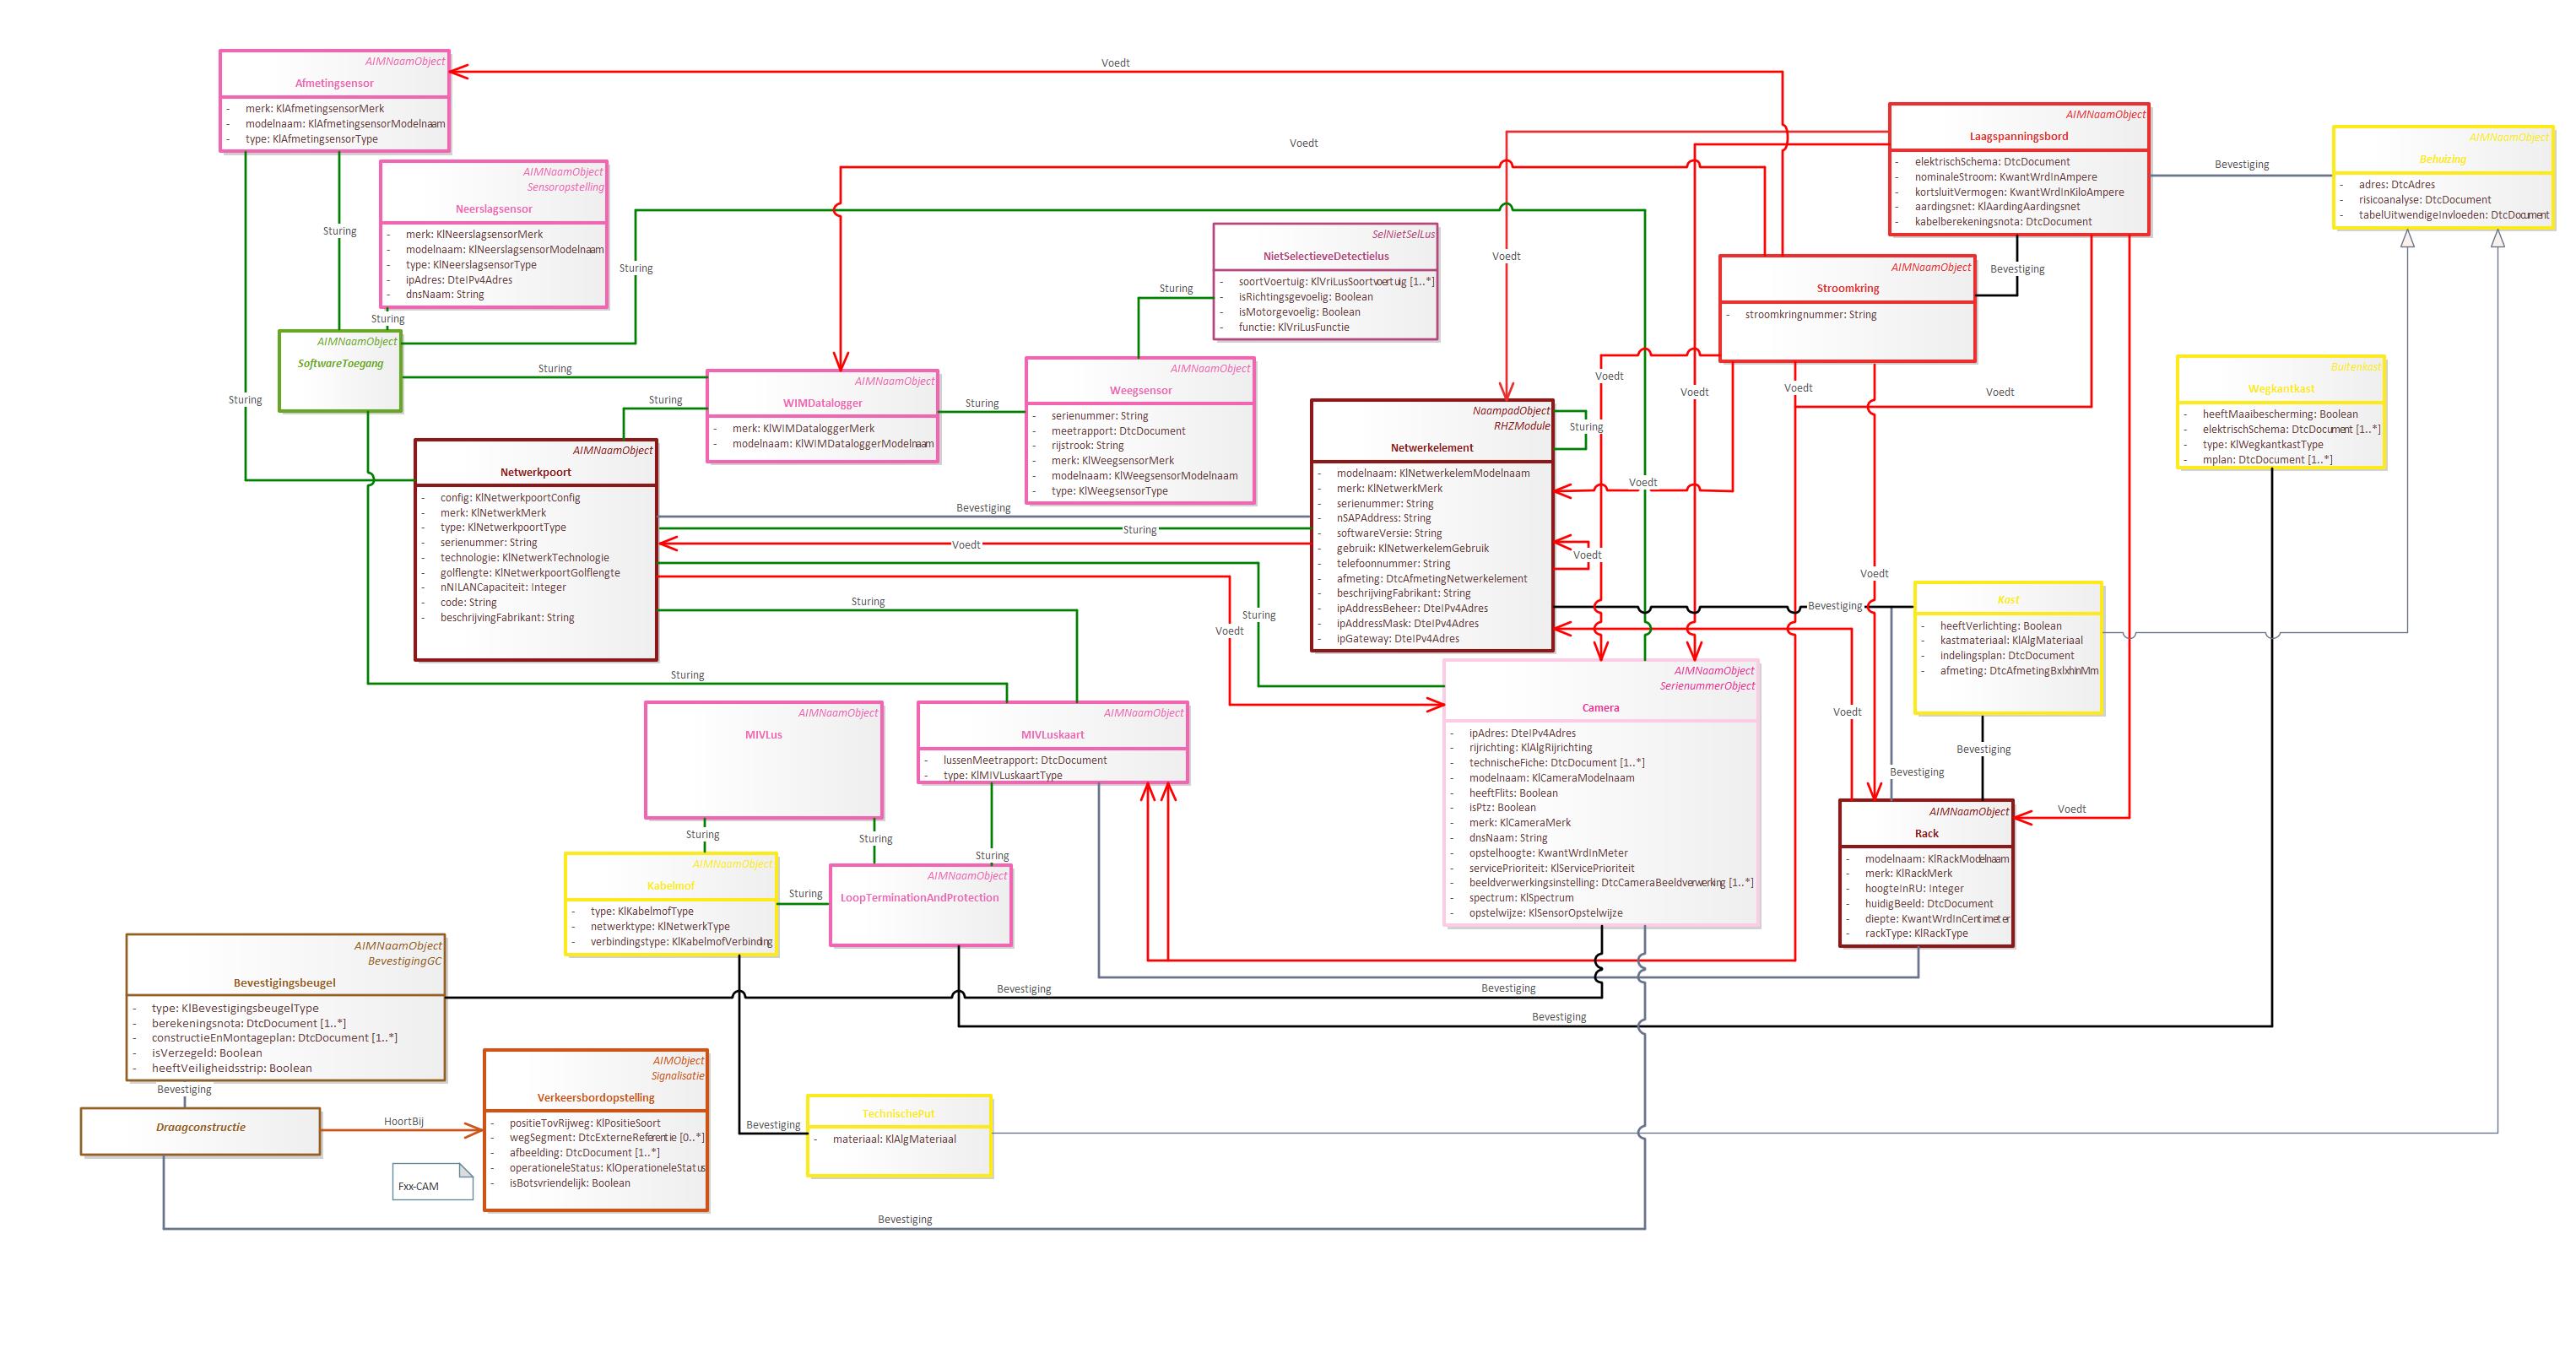 AIMNaamObject
Afmetingsensor
- merk: KlAfmetingsensorMerk
- modelnaam: KlAfmetingsensorModelnaam
- type: KlAfmetingsensorType
Voedt
AIMNaamObject
Laagspanningsbord
- elektrischSchema: DtcDocument
- nominaleStroom: KwantWrdInAmpere
- kortsluitVermogen: KwantWrdInKiloAmpere
- aardingsnet: KlAardingAardingsnet
- kabelberekeningsnota: DtcDocument
Bevestiging
AIMNaamObject
Behuizing
- adres: DtcAdres
- risicoanalyse: DtcDocument
- tabelUitwendigeInvloeden: DtcDocument
Voedt
AIMNaamObject
Sensoropstelling
Neerslagsensor
- merk: KlNeerslagsensorMerk
- modelnaam: KlNeerslagsensorModelnaam
- type: KlNeerslagsensorType
- ipAdres: DteIPv4Adres
- dnsNaam: String
Sturing
Sturing
Sturing
SelNietSelLus
NietSelectieveDetectielus
- soortVoertuig: KlVriLusSoortvoertuig [1..*]
- isRichtingsgevoelig: Boolean
- isMotorgevoelig: Boolean
- functie: KlVriLusFunctie
Sturing
Voedt
Bevestiging
AIMNaamObject
Stroomkring
- stroomkringnummer: String
AIMNaamObject
SoftwareToegang
Sturing
Sturing
AIMNaamObject
WIMDatalogger
- merk: KlWIMDataloggerMerk
- modelnaam: KlWIMDataloggerModelnaam
Sturing
Sturing
AIMNaamObject
Weegsensor
- serienummer: String
- meetrapport: DtcDocument
- rijstrook: String
- merk: KlWeegsensorMerk
- modelnaam: KlWeegsensorModelnaam
- type: KlWeegsensorType
Voedt
Voedt
Voedt
Voedt
Buitenkast
Wegkantkast
- heeftMaaibescherming: Boolean
- elektrischSchema: DtcDocument [1..*]
- type: KlWegkantkastType
- mplan: DtcDocument [1..*]
AIMNaamObject
Netwerkpoort
- config: KlNetwerkpoortConfig
- merk: KlNetwerkMerk
- type: KlNetwerkpoortType
- serienummer: String
- technologie: KlNetwerkTechnologie
- golflengte: KlNetwerkpoortGolflengte
- nNILANCapaciteit: Integer
- code: String
- beschrijvingFabrikant: String
Bevestiging
Sturing
Voedt
NaampadObject
RHZModule
Netwerkelement
- modelnaam: KlNetwerkelemModelnaam
- merk: KlNetwerkMerk
- serienummer: String
- nSAPAddress: String
- softwareVersie: String
- gebruik: KlNetwerkelemGebruik
- telefoonnummer: String
- afmeting: DtcAfmetingNetwerkelement
- beschrijvingFabrikant: String
- ipAddressBeheer: DteIPv4Adres
- ipAddressMask: DteIPv4Adres
- ipGateway: DteIPv4Adres
Sturing
Voedt
Voedt
Voedt
Bevestiging
AIMNaamObject
Kast
- heeftVerlichting: Boolean
- kastmateriaal: KlAlgMateriaal
- indelingsplan: DtcDocument
- afmeting: DtcAfmetingBxlxhInMm
Sturing
Sturing
Voedt
Sturing
AIMNaamObject
MIVLus
AIMNaamObject
MIVLuskaart
- lussenMeetrapport: DtcDocument
- type: KlMIVLuskaartType
AIMNaamObject
SerienummerObject
Camera
- ipAdres: DteIPv4Adres
- rijrichting: KlAlgRijrichting
- technischeFiche: DtcDocument [1..*]
- modelnaam: KlCameraModelnaam
- heeftFlits: Boolean
- isPtz: Boolean
- merk: KlCameraMerk
- dnsNaam: String
- opstelhoogte: KwantWrdInMeter
- servicePrioriteit: KlServicePrioriteit
- beeldverwerkingsinstelling: DtcCameraBeeldverwerking [1..*]
- spectrum: KlSpectrum
- opstelwijze: KlSensorOpstelwijze
Voedt
Bevestiging
Bevestiging
AIMNaamObject
Rack
- modelnaam: KlRackModelnaam
- merk: KlRackMerk
- hoogteInRU: Integer
- huidigBeeld: DtcDocument
- diepte: KwantWrdInCentimeter
- rackType: KlRackType
Voedt
Sturing
Sturing
Sturing
AIMNaamObject
Kabelmof
- type: KlKabelmofType
- netwerktype: KlNetwerkType
- verbindingstype: KlKabelmofVerbinding
Sturing
AIMNaamObject
LoopTerminationAndProtection
AIMNaamObject
BevestigingGC
Bevestigingsbeugel
- type: KlBevestigingsbeugelType
- berekeningsnota: DtcDocument [1..*]
- constructieEnMontageplan: DtcDocument [1..*]
- isVerzegeld: Boolean
- heeftVeiligheidsstrip: Boolean
Bevestiging
Bevestiging
Bevestiging
Bevestiging
Draagconstructie
HoortBij
AIMObject
Signalisatie
Verkeersbordopstelling
- positieTovRijweg: KlPositieSoort
- wegSegment: DtcExterneReferentie [0..*]
- afbeelding: DtcDocument [1..*]
- operationeleStatus: KlOperationeleStatus
- isBotsvriendelijk: Boolean
Fxx-CAM
Bevestiging
TechnischePut
- materiaal: KlAlgMateriaal
Bevestiging